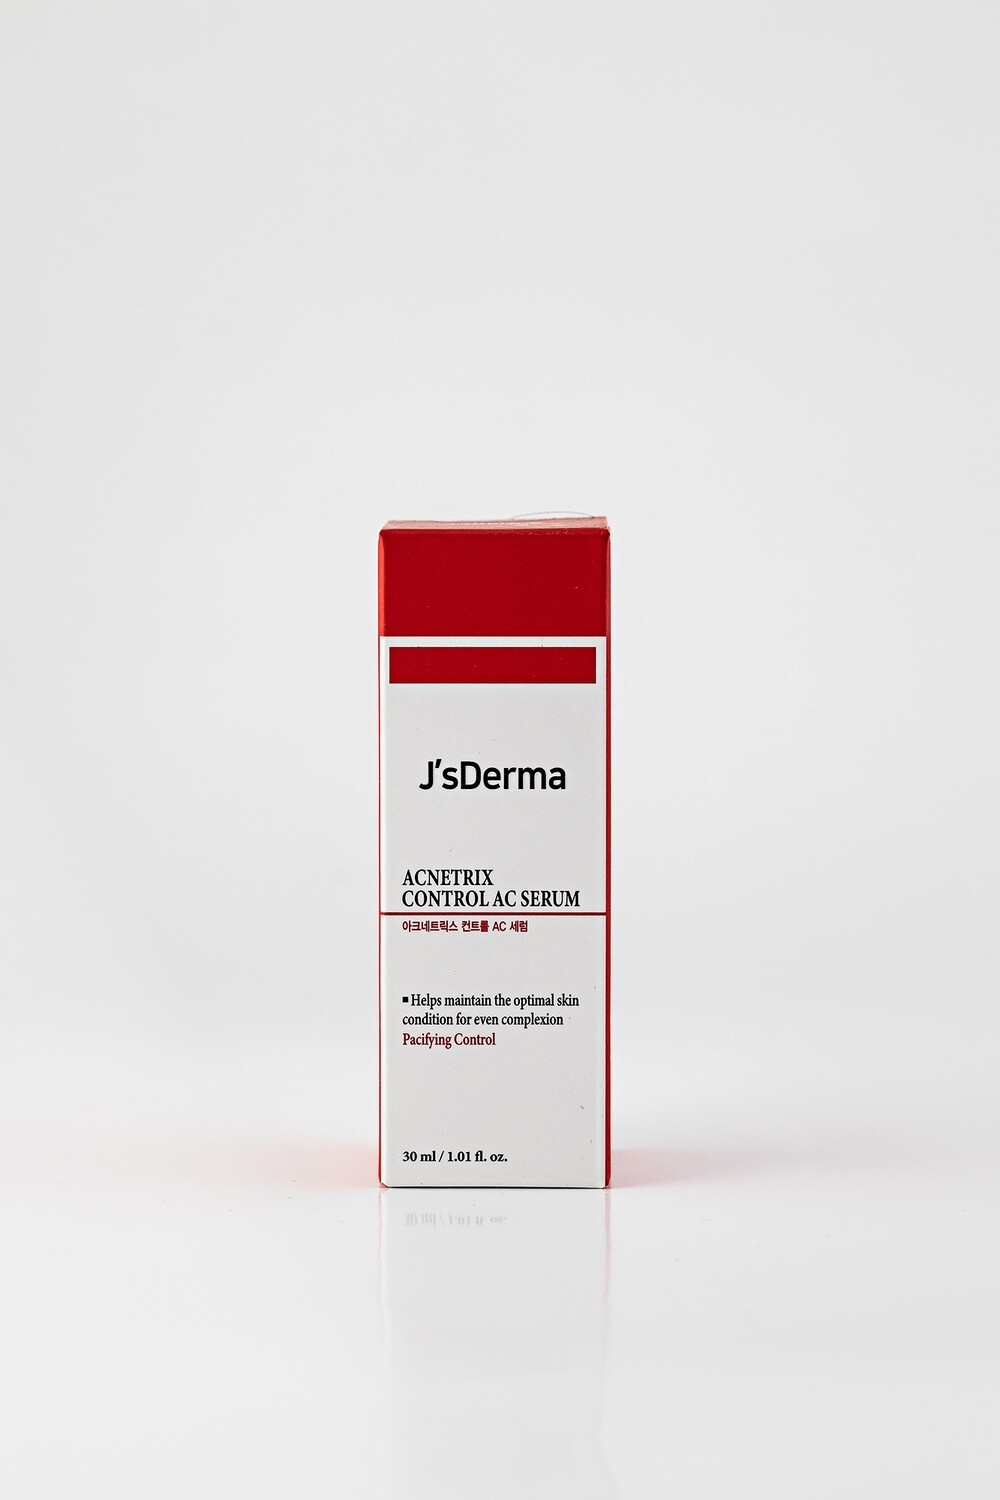 J'sDerma
ACNETRIX
CONTROL AC SERUM
아크네트릭스 컨트롤 AC 세럼
▪ Helps maintain the optimal skin
condition for even complexion
Pacifying Control
30 ml / 1.01 fl. oz.